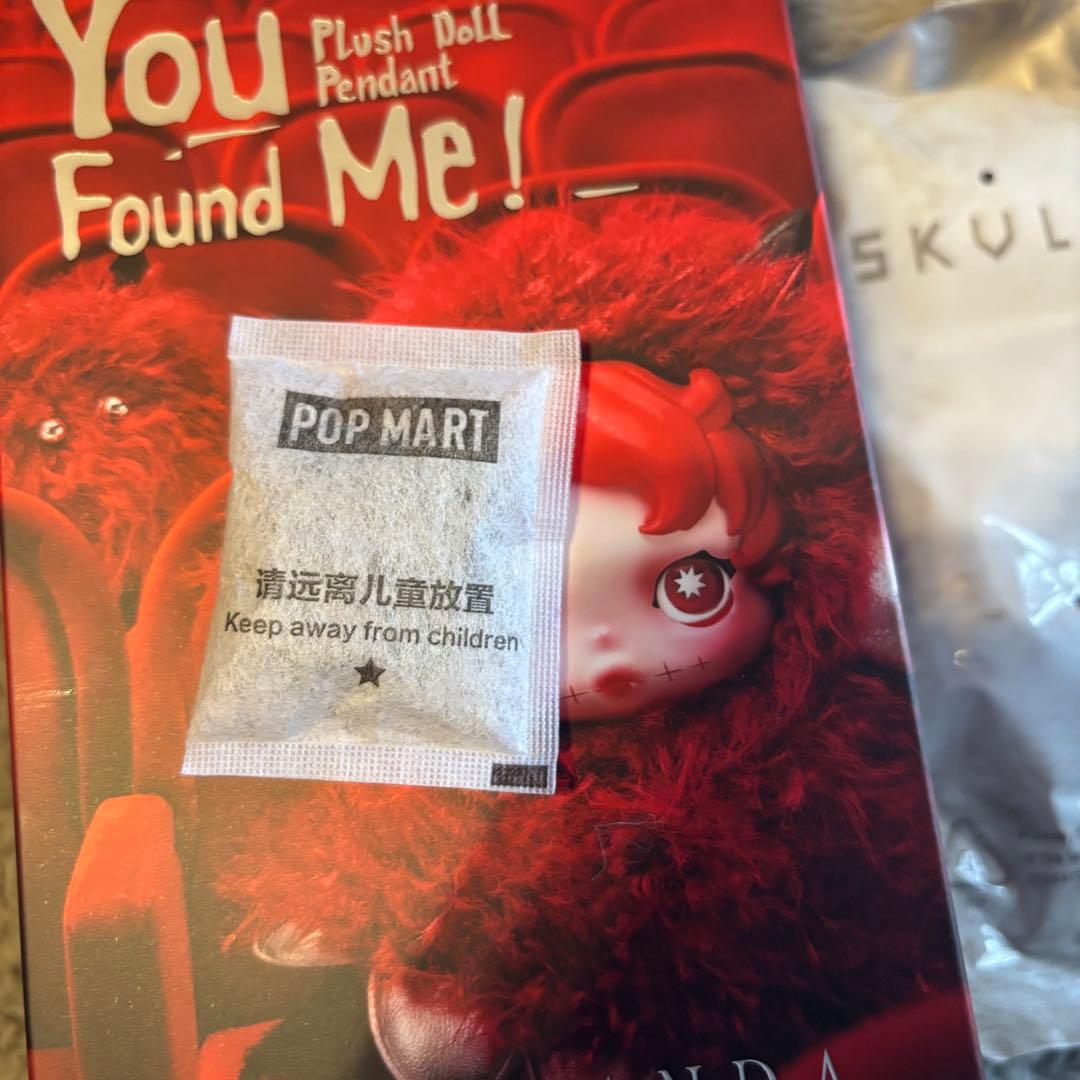 You
Plush Doll
Pendant
Found Me!
SKUL
POP MART
请远离儿童放置
Keep away from children